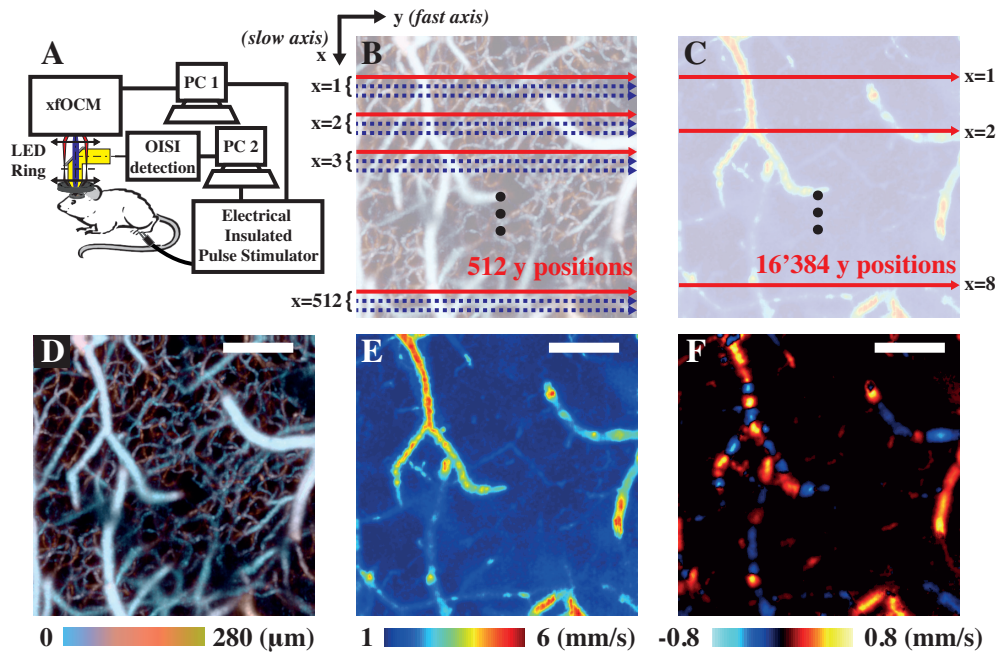 A
xfOCM
PC 1
LED
Ring
OISI
detection
PC 2
Electrical
Insulated
Pulse Stimulator
y (fast axis)
(slow axis)
x
B
x=1
x=2
x=3
512 y positions
x=512
C
x=1
x=2
16'384 y positions
x=8
D
0 280 (µm)
E
1 6 (mm/s)
F
-0.8 0.8 (mm/s)